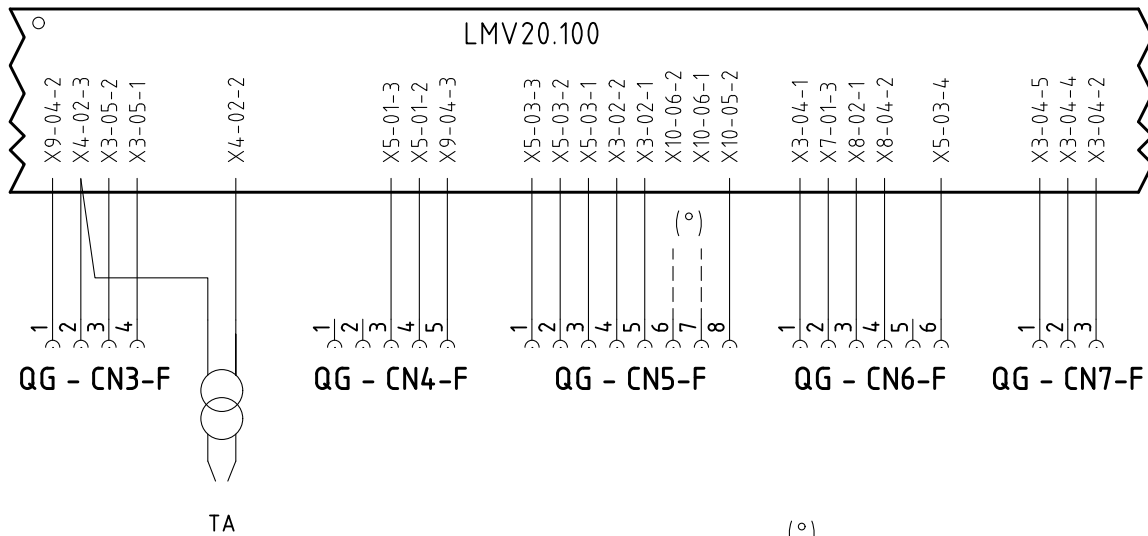 LMV20.100
X9-04-2
X4-02-3
X3-05-2
X3-05-1
X4-02-2
X5-01-3
X5-01-2
X9-04-3
X5-03-3
X5-03-2
X5-03-1
X3-02-2
X3-02-1
X10-06-2
X10-06-1
X10-05-2
X3-04-1
X7-01-3
X8-02-1
X8-04-2
X5-03-4
X3-04-5
X3-04-4
X3-04-2
(°)
1 2 3 4
1 2 3 4 5
1 2 3 4 5 6 7 8
1 2 3 4 5 6
1 2 3
QG - CN3-F
QG - CN4-F
QG - CN5-F
QG - CN6-F
QG - CN7-F
TA
(°)